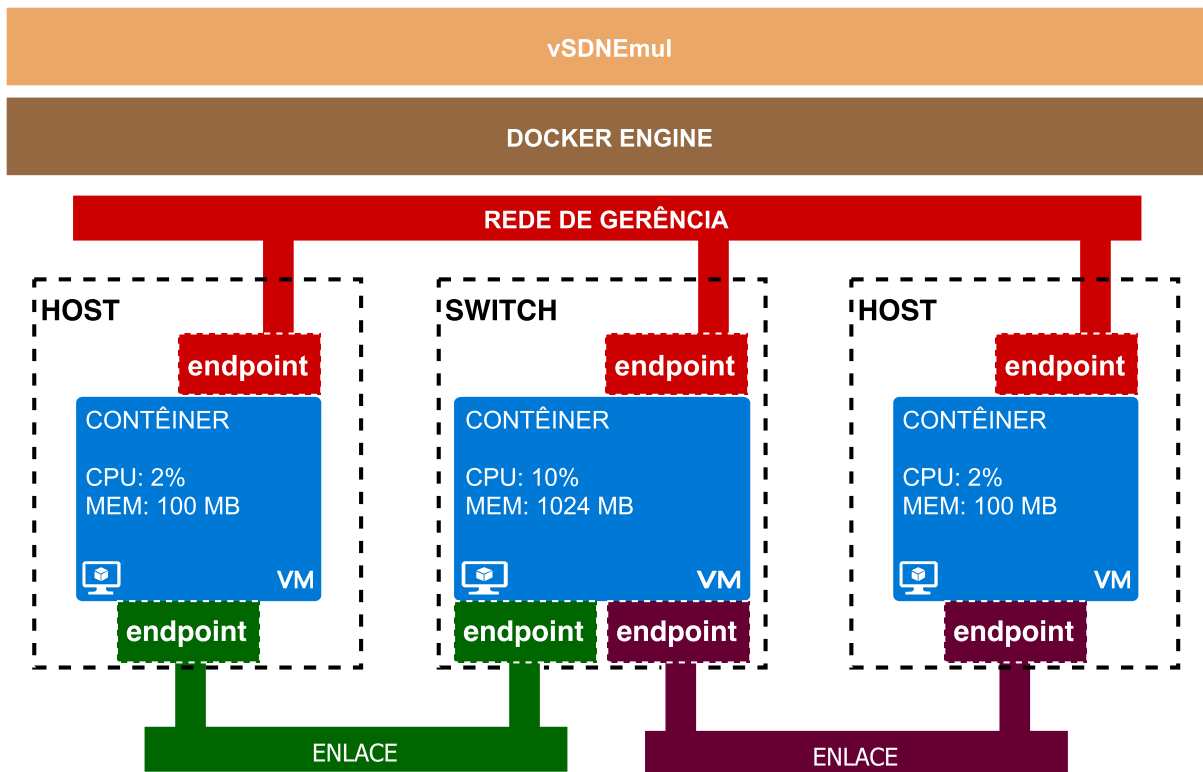 vSDNEmul
DOCKER ENGINE
REDE DE GERÊNCIA
HOST
endpoint
CONTÊINER
CPU: 2%
MEM: 100 MB
VM
endpoint
SWITCH
endpoint
CONTÊINER
CPU: 10%
MEM: 1024 MB
VM
endpoint
endpoint
HOST
endpoint
CONTÊINER
CPU: 2%
MEM: 100 MB
VM
endpoint
ENLACE
ENLACE